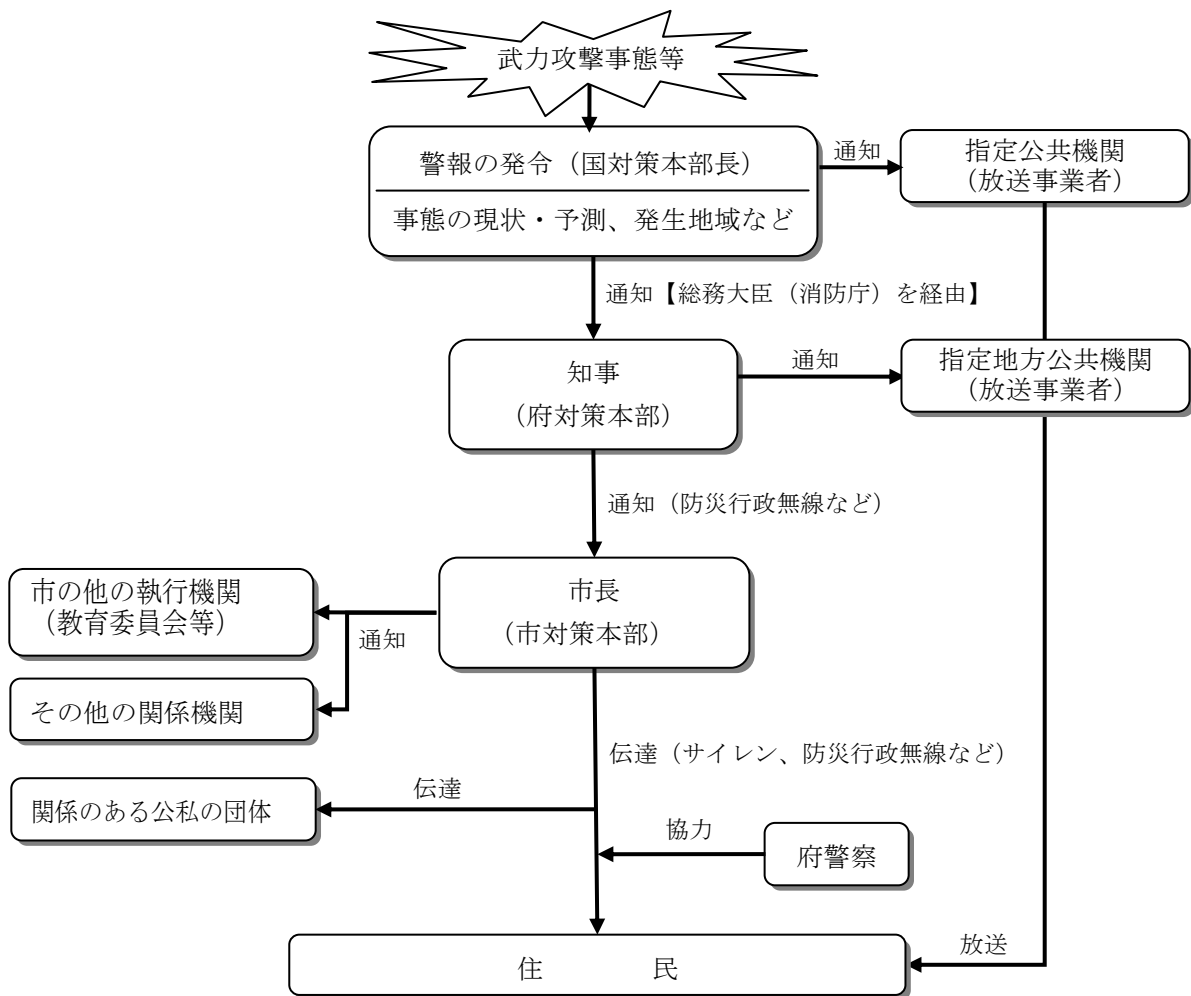 武力攻撃事態等
警報の発令（国対策本部長）
事態の現状・予測、発生地域など
通知
指定公共機関
（放送事業者）
通知【総務大臣（消防庁）を経由】
知事
（府対策本部）
通知
指定地方公共機関
（放送事業者）
通知（防災行政無線など）
市長
（市対策本部）
市の他の執行機関
（教育委員会等）
通知
その他の関係機関
伝達（サイレン、防災行政無線など）
関係のある公私の団体
伝達
協力
府警察
放送
住　　　　民